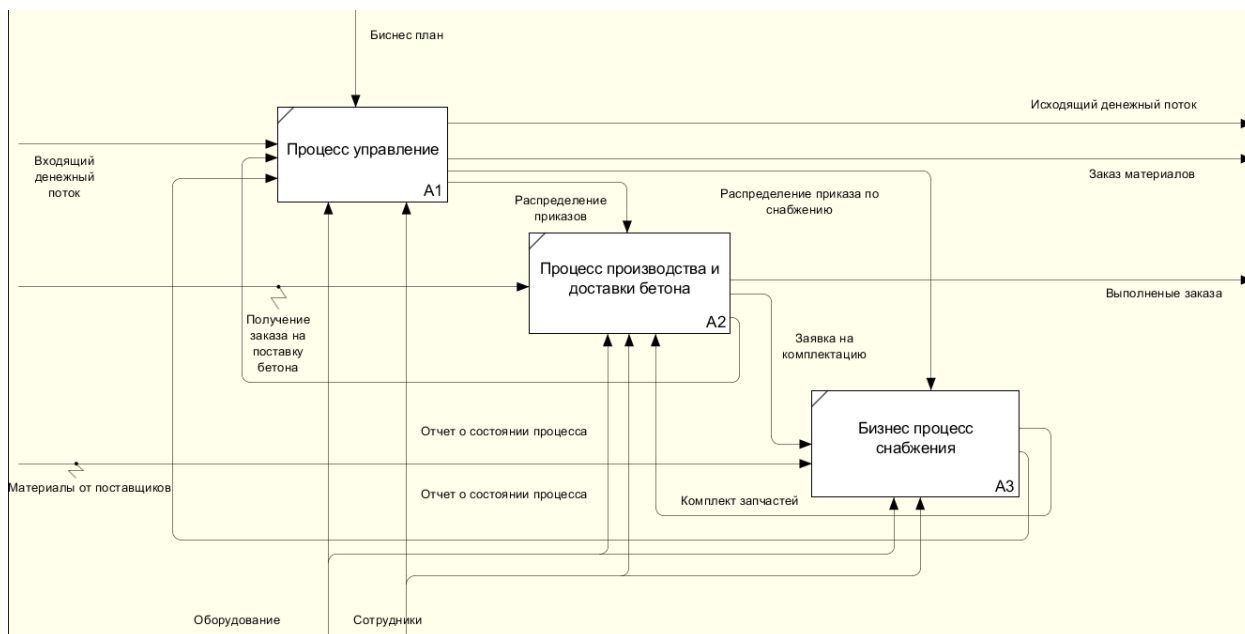 Биснес план
Исходящий денежный поток
Процесс управление
A1
Входящий
денежный
поток
Заказ материалов
Распределение приказа по
снабжению
Распределение
приказов
Процесс производства и
доставки бетона
A2
Выполненые заказа
Получение
заказа на
поставку
бетона
Заявка на
комплектацию
Отчет о состоянии процесса
Бизнес процесс
снабжения
A3
Материалы от поставщиков
Отчет о состоянии процесса
Комплект запчастей
Оборудование
Сотрудники